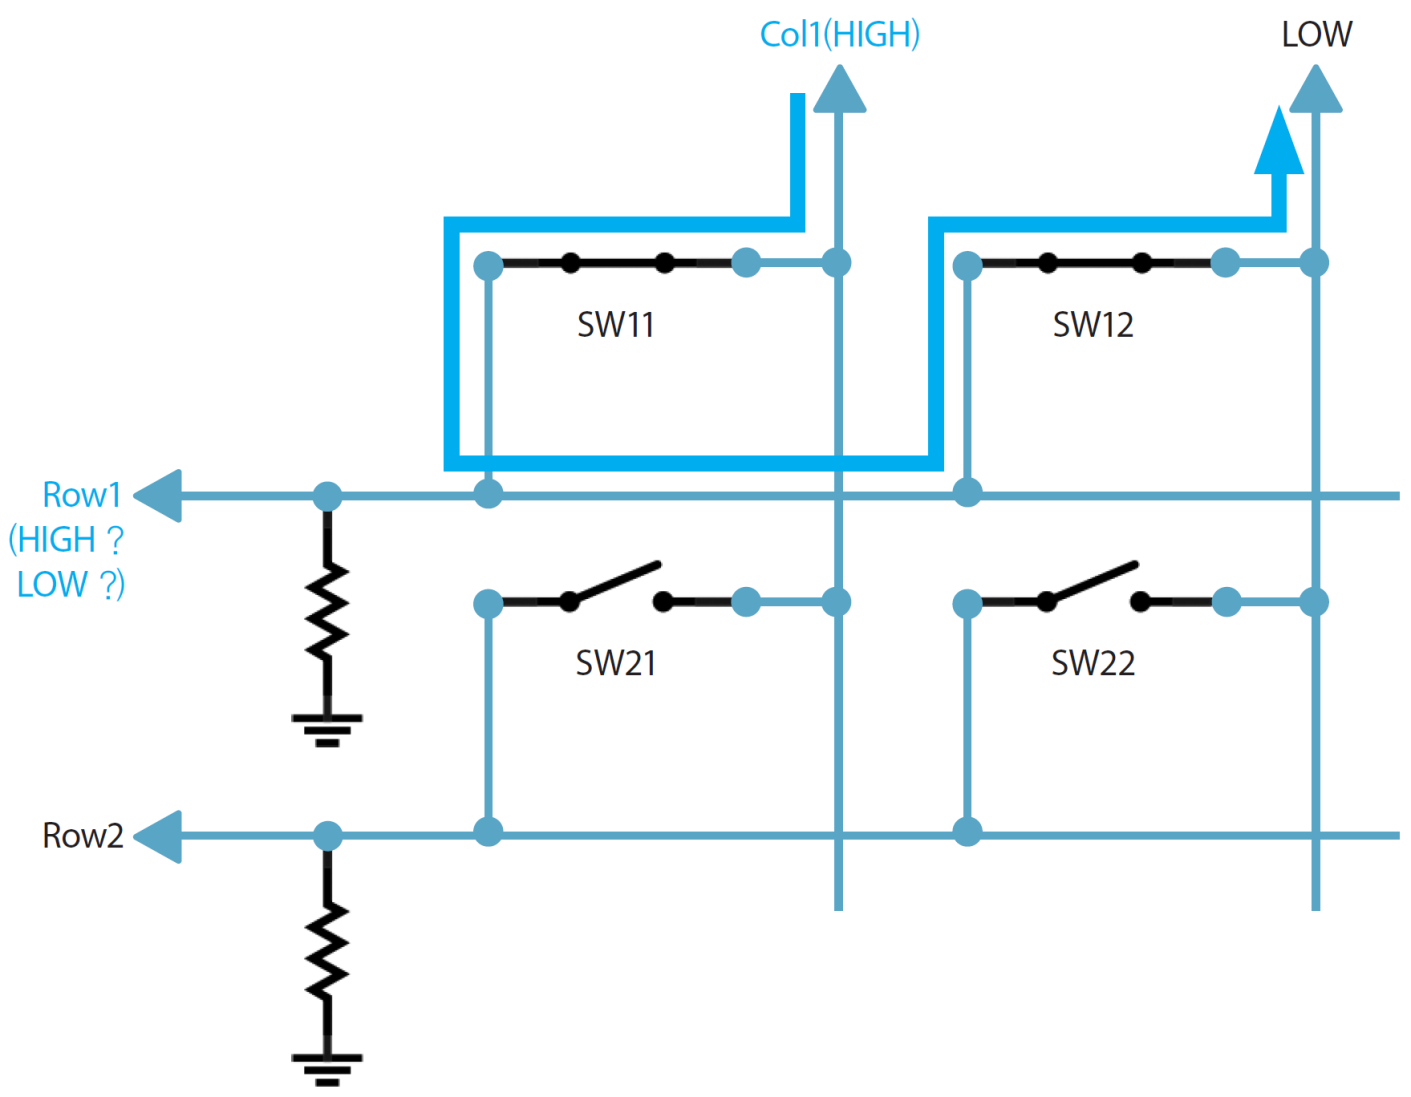 Col1(HIGH)
LOW
SW11
SW12
Row1
(HIGH ?
LOW ?)
SW21
SW22
Row2